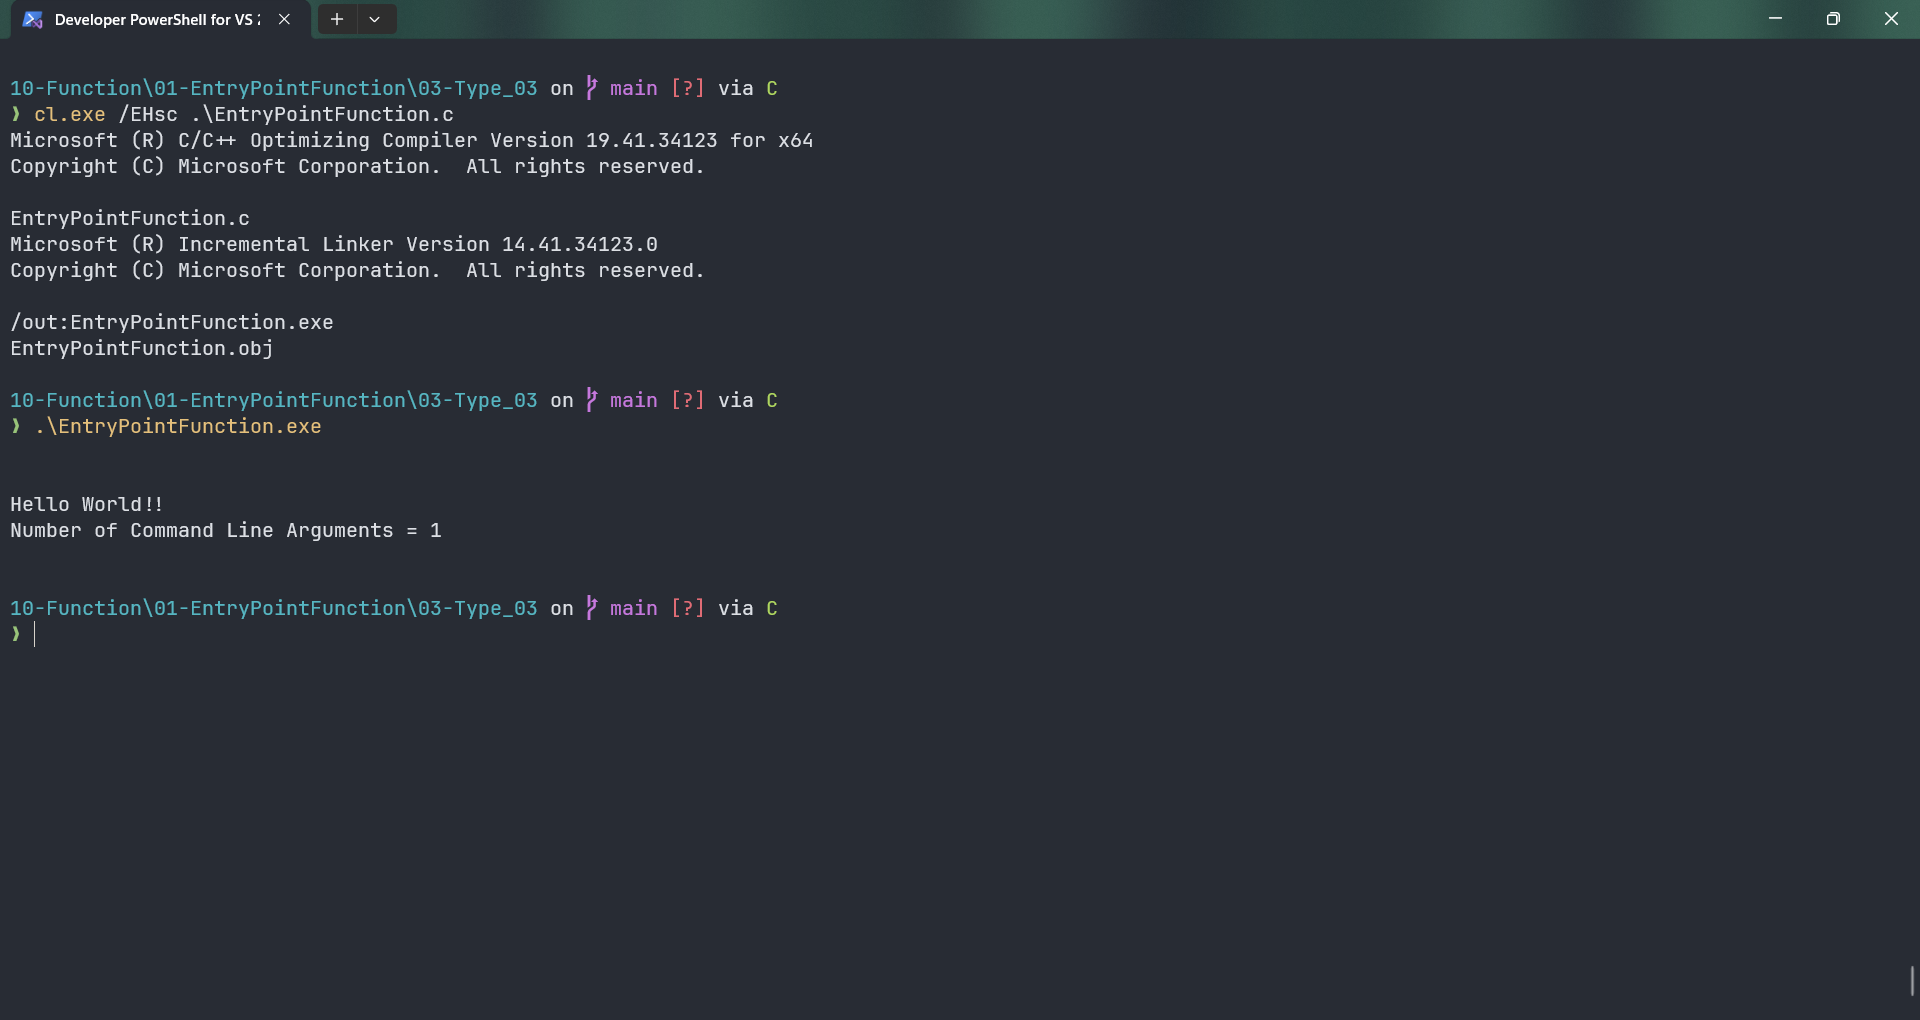 Developer PowerShell for VS 2
10-Function\01-EntryPointFunction\03-Type_03 on main [?] via C
❯ cl.exe /EHsc .\EntryPointFunction.c
Microsoft (R) C/C++ Optimizing Compiler Version 19.41.34123 for x64
Copyright (C) Microsoft Corporation.  All rights reserved.
EntryPointFunction.c
Microsoft (R) Incremental Linker Version 14.41.34123.0
Copyright (C) Microsoft Corporation.  All rights reserved.
/out:EntryPointFunction.exe
EntryPointFunction.obj
10-Function\01-EntryPointFunction\03-Type_03 on main [?] via C
❯ .\EntryPointFunction.exe
Hello World!!
Number of Command Line Arguments = 1
10-Function\01-EntryPointFunction\03-Type_03 on main [?] via C
❯